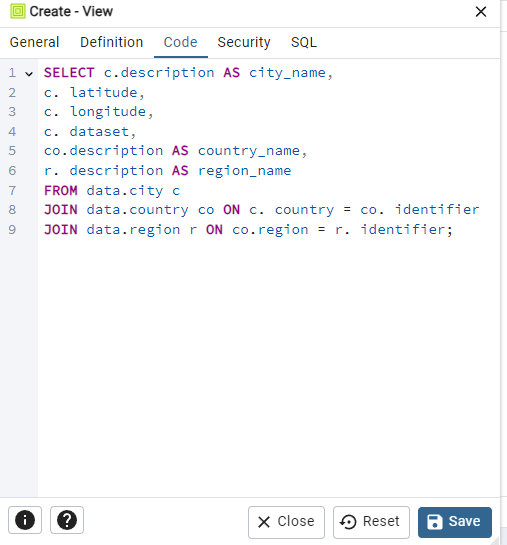 Create - View
General Definition Code Security SQL
1 SELECT c.description AS city_name,
2 c. latitude,
3 c. longitude,
4 c. dataset,
5 co.description AS country_name,
6 r. description AS region_name
7 FROM data.city c
8 JOIN data.country co ON c. country = co. identifier
9 JOIN data.region r ON co.region = r. identifier;
Close Reset Save